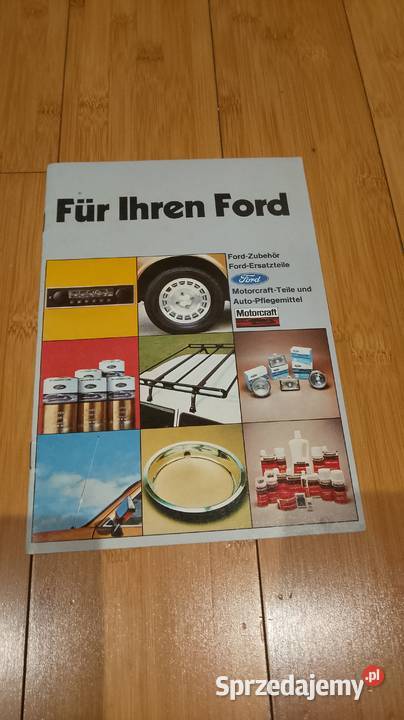 Für Ihren Ford
Ford-Zubehör
Ford-Ersatzteile
Ford
Motorcraft-Teile und
Auto-Pflegemittel
Motorcraft
Sprzedajemy.pl